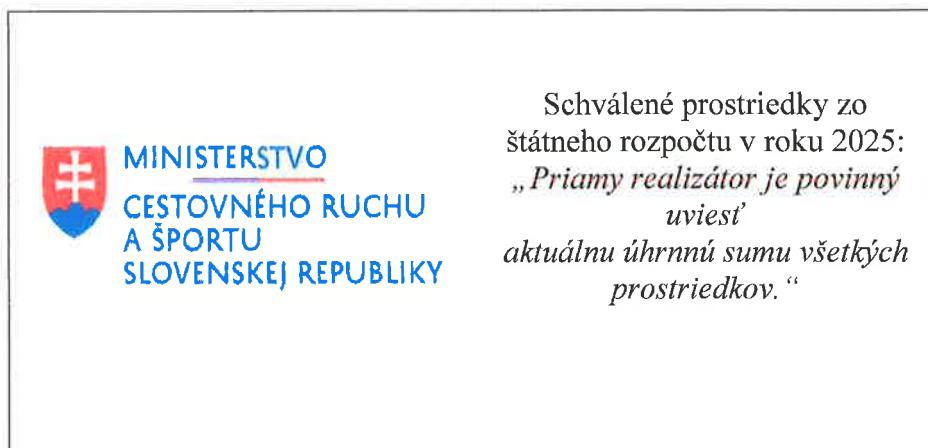 MINISTERSTVO
CESTOVNÉHO RUCHU
A ŠPORTU
SLOVENSKEJ REPUBLIKY
Schválené prostriedky zo
štátneho rozpočtu v roku 2025:
„Priamy realizátor je povinný
uviesť
aktuálnu úhrnnú sumu všetkých
prostriedkov.“